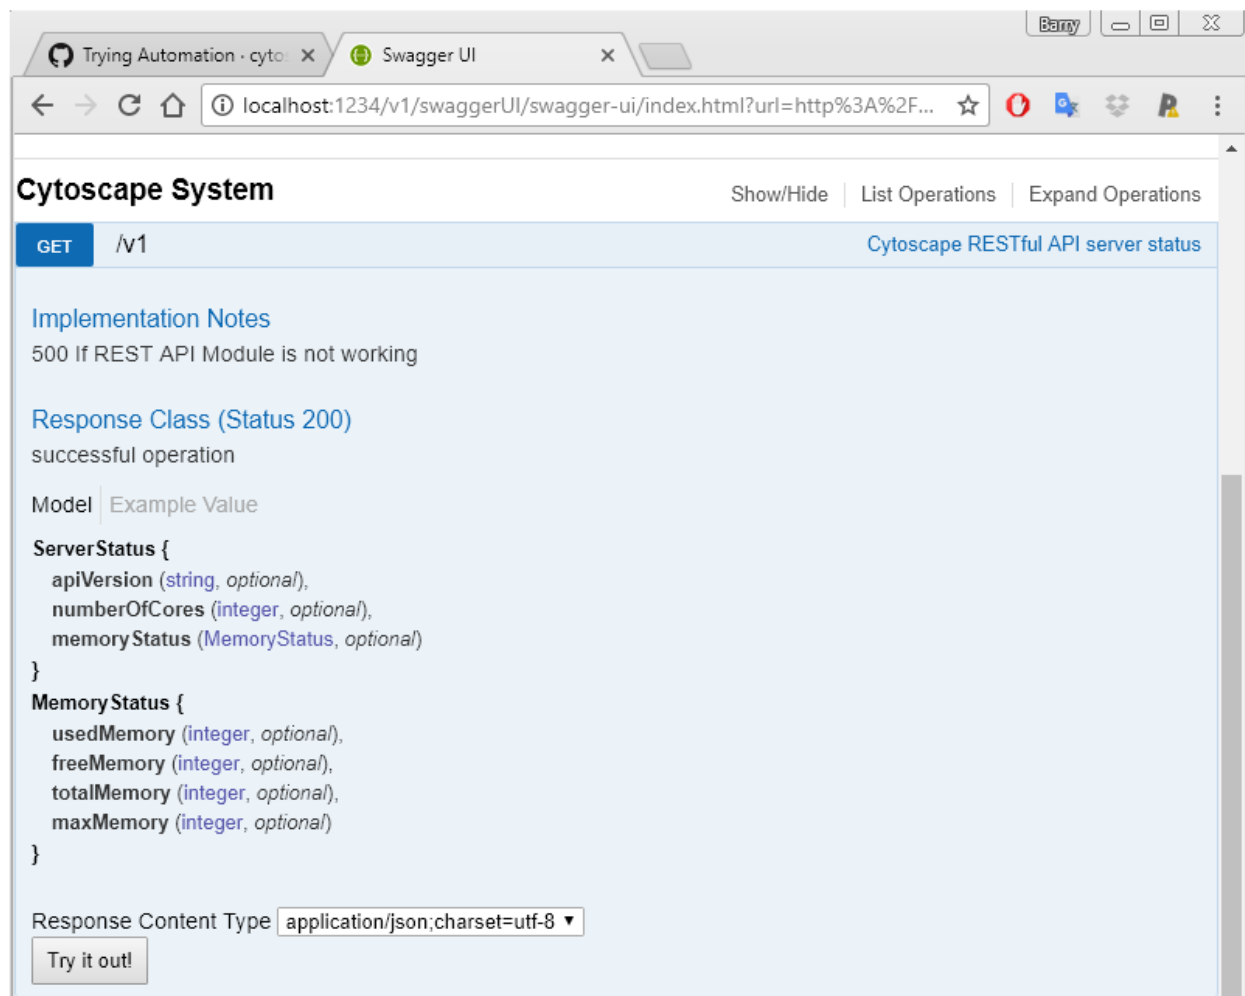 Barry
Trying Automation · cyto
Swagger UI
localhost:1234/v1/swaggerUI/swagger-ui/index.html?url=http%3A%2F...
Cytoscape System
Show/Hide
List Operations
Expand Operations
GET
/v1
Cytoscape RESTful API server status
Implementation Notes
500 If REST API Module is not working
Response Class (Status 200)
successful operation
Model
Example Value
ServerStatus {
apiVersion (string, optional),
numberOfCores (integer, optional),
memoryStatus (MemoryStatus, optional)
}
MemoryStatus {
usedMemory (integer, optional),
freeMemory (integer, optional),
totalMemory (integer, optional),
maxMemory (integer, optional)
}
Response Content Type application/json;charset=utf-8
Try it out!